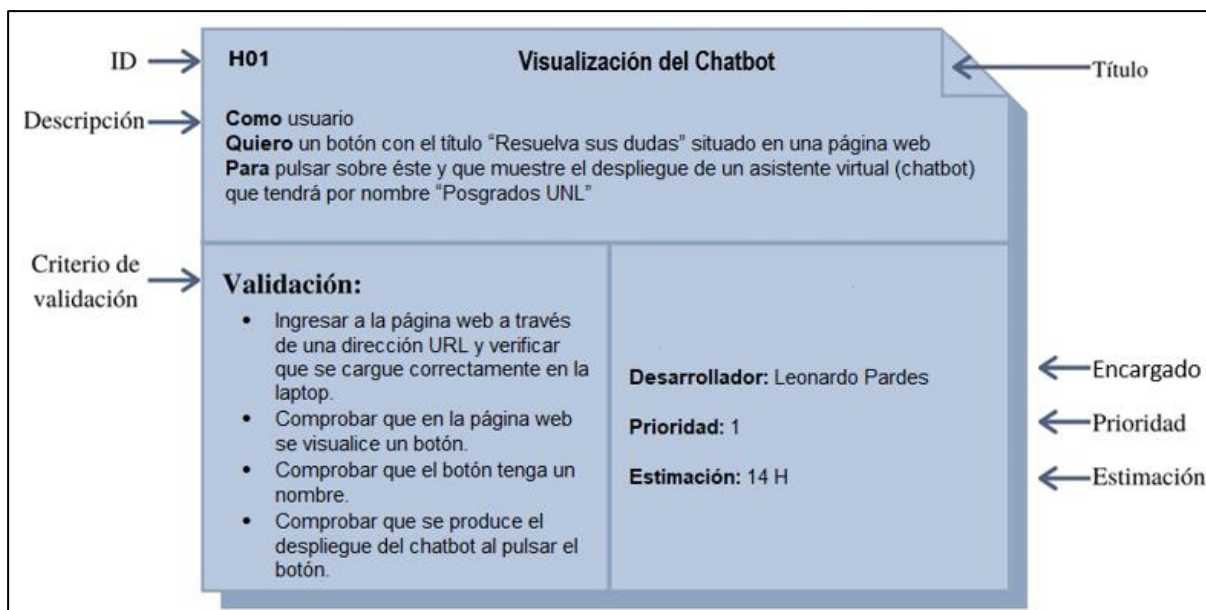 ID
H01
Visualización del Chatbot
Título
Descripción
Como usuario
Quiero un botón con el título “Resuelva sus dudas” situado en una página web
Para pulsar sobre éste y que muestre el despliegue de un asistente virtual (chatbot)
que tendrá por nombre “Posgrados UNL”
Criterio de
validación
Validación:
• Ingresar a la página web a través
de una dirección URL y verificar
que se cargue correctamente en la
laptop.
• Comprobar que en la página web
se visualice un botón.
• Comprobar que el botón tenga un
nombre.
• Comprobar que se produce el
despliegue del chatbot al pulsar el
botón.
Desarrollador: Leonardo Pardes
Prioridad: 1
Estimación: 14 H
Encargado
Prioridad
Estimación